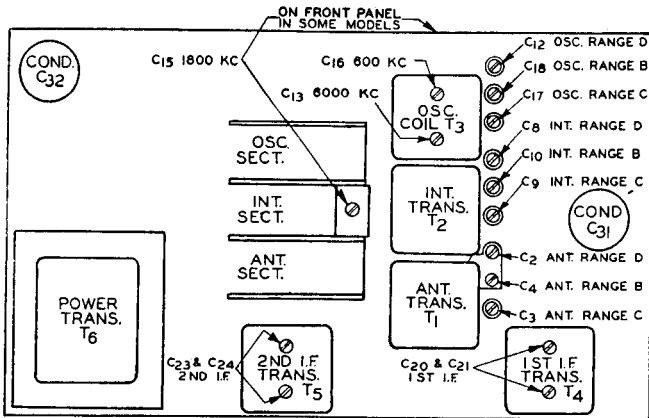 ON FRONT PANEL
IN SOME MODELS
COND.
C32
C15 1800 KC
C16 600 KC
C13 6000 KC
OSC.
COIL T3
C12 OSC. RANGE D
C18 OSC. RANGE B
C17 OSC. RANGE C
C8 INT. RANGE D
C10 INT. RANGE B
C9 INT. RANGE C
OSC.
SECT.
INT.
SECT.
ANT.
SECT.
INT.
TRANS.
T2
COND
C31
ANT.
TRANS.
T1
C2 ANT. RANGE D
C4 ANT. RANGE B
C3 ANT. RANGE C
POWER
TRANS.
T6
C23 & C24
2ND I.F
2ND I.F
TRANS.
T5
C20 & C21
1ST I.F
1ST I.F
TRANS.
T4